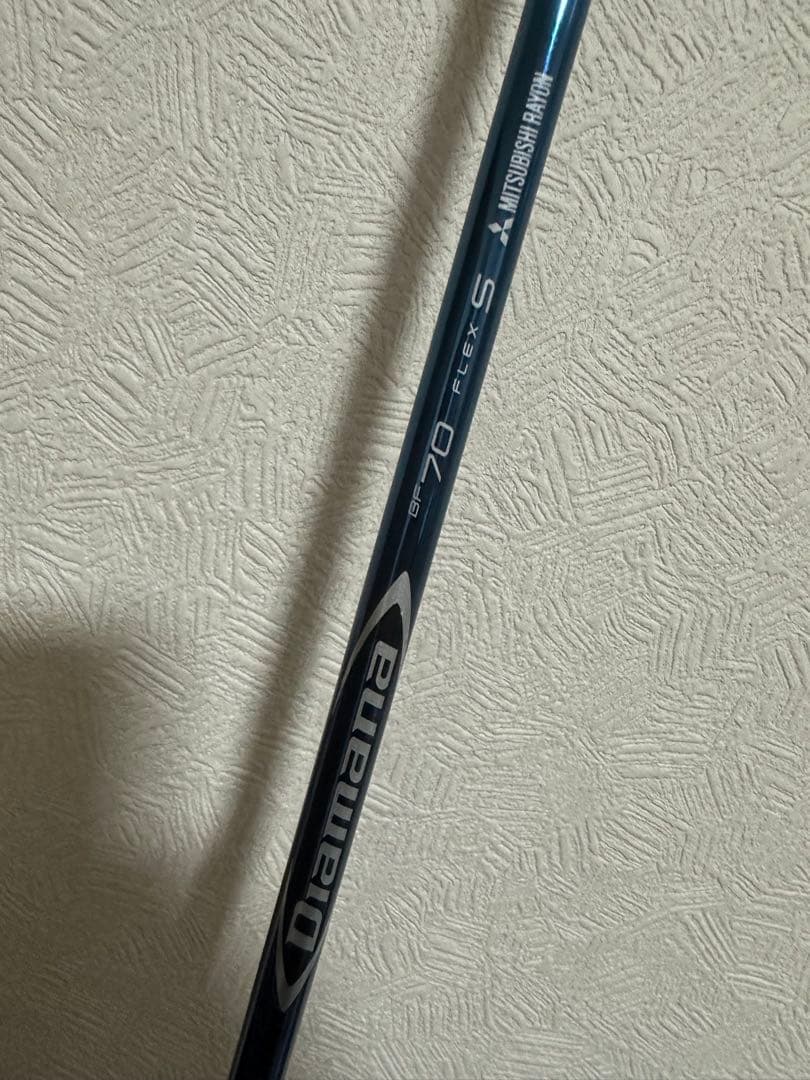 Diamana
BF70 FLEX S
MITSUBISHI RAYON